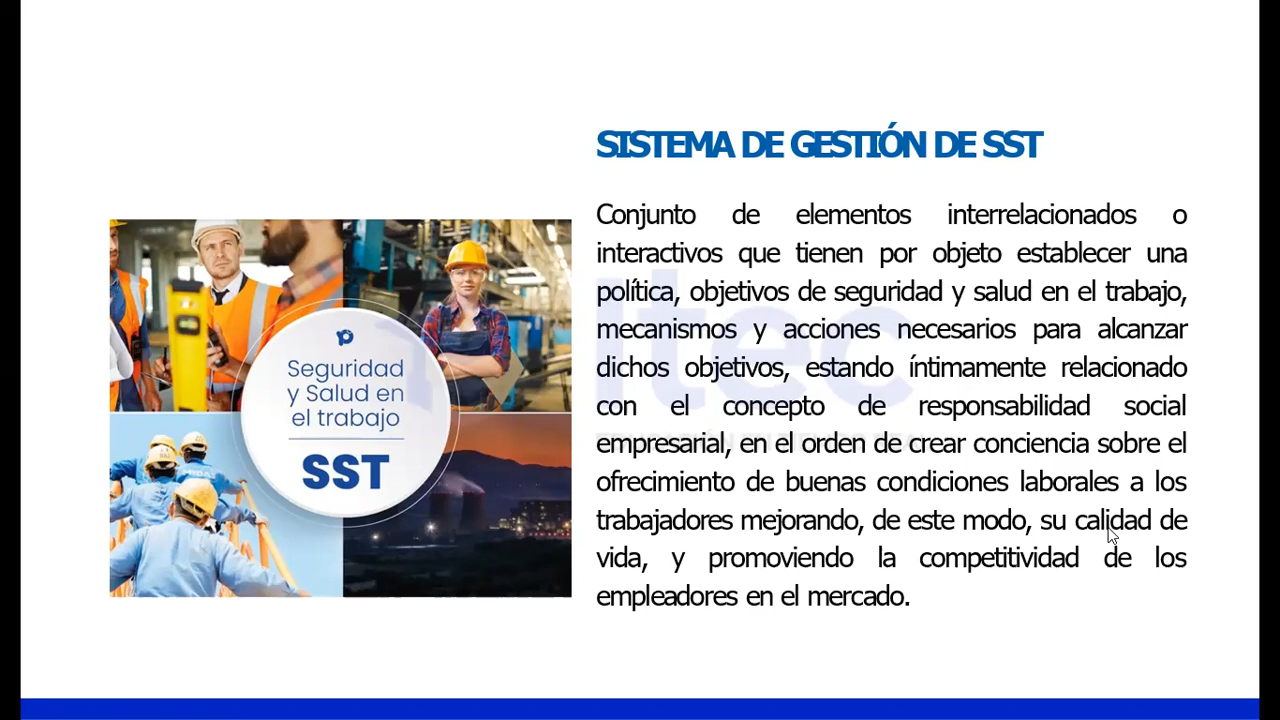 SISTEMA DE GESTIÓN DE SST
Conjunto de elementos interrelacionados o
interactivos que tienen por objeto establecer una
política, objetivos de seguridad y salud en el trabajo,
mecanismos y acciones necesarios para alcanzar
dichos objetivos, estando íntimamente relacionado
con el concepto de responsabilidad social
empresarial, en el orden de crear conciencia sobre el
ofrecimiento de buenas condiciones laborales a los
trabajadores mejorando, de este modo, su calidad de
vida, y promoviendo la competitividad de los
empleadores en el mercado.
Seguridad
y Salud en
el trabajo
SST